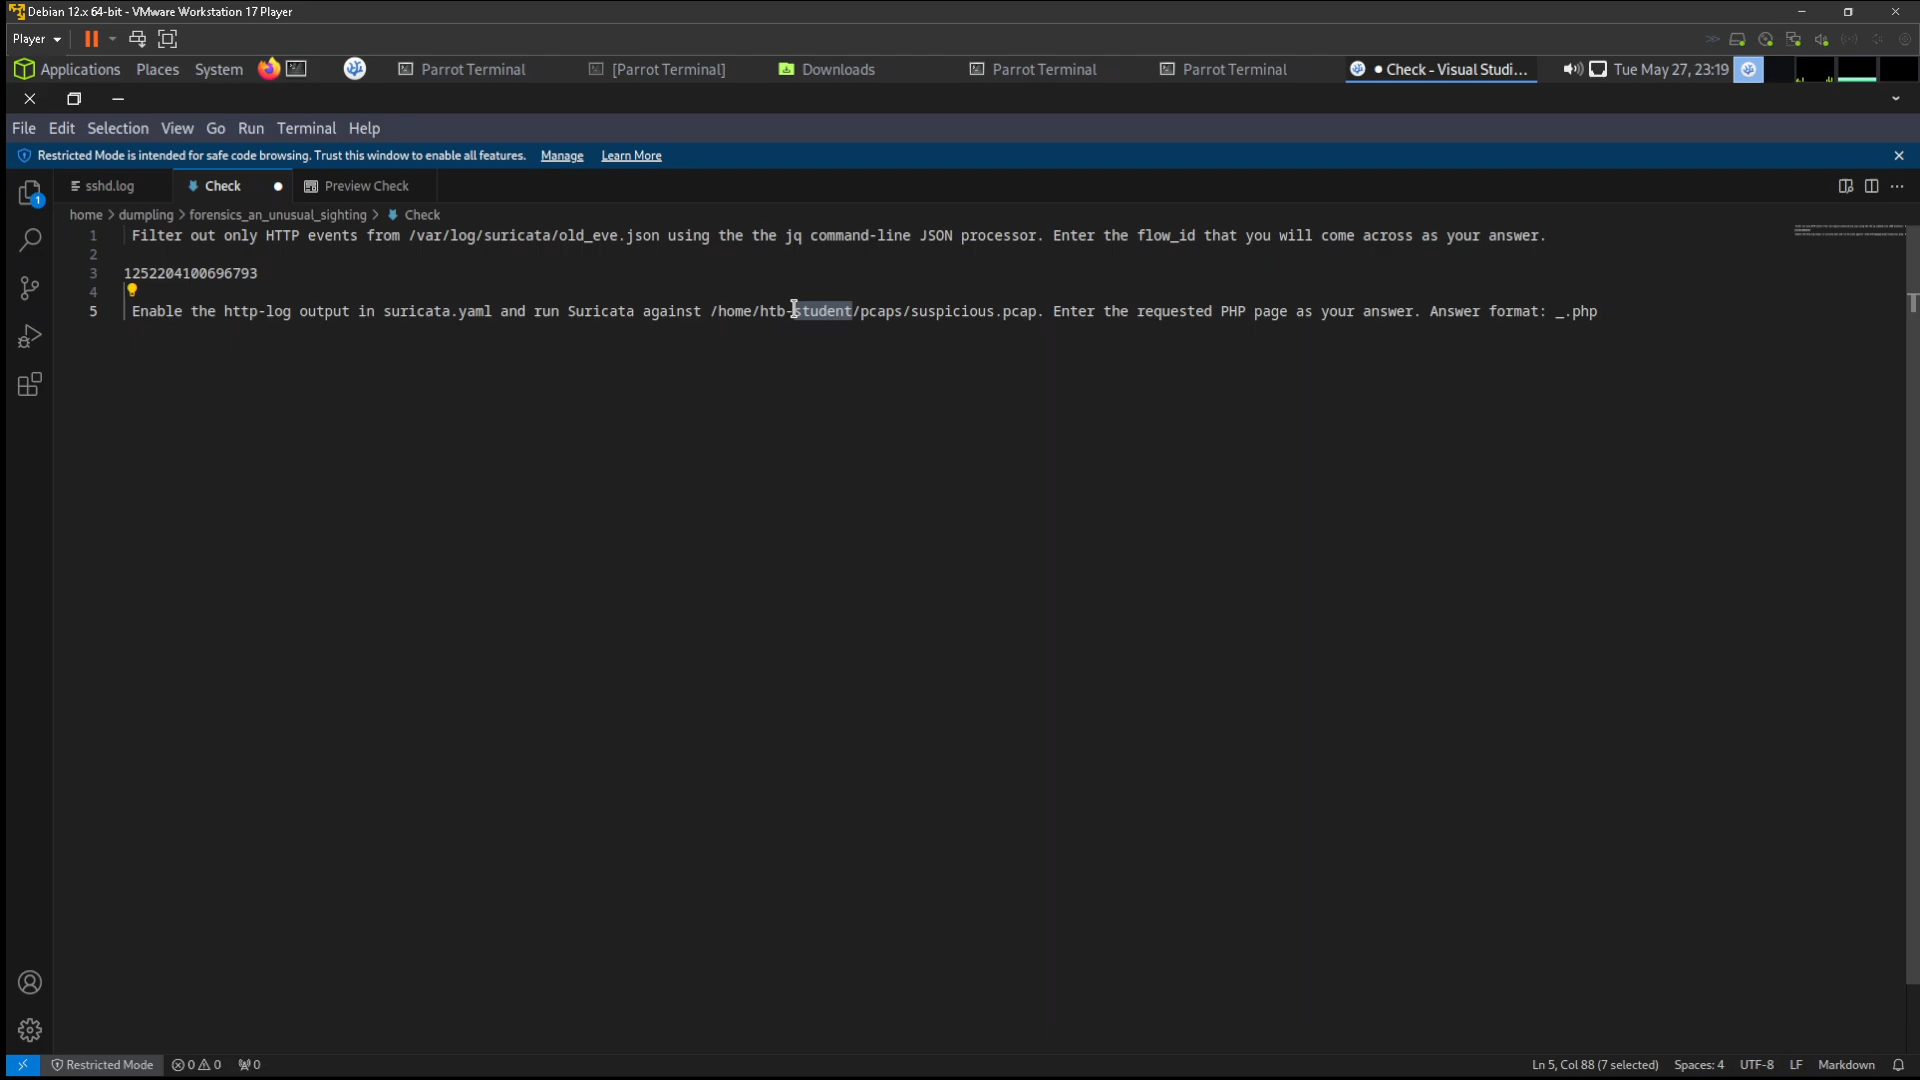 Debian 12.x 64-bit - VMware Workstation 17 Player
Player
Applications Places System Parrot Terminal [Parrot Terminal] Downloads Parrot Terminal Parrot Terminal Check - Visual Studi... Tue May 27, 23:19
File Edit Selection View Go Run Terminal Help
Restricted Mode is intended for safe code browsing. Trust this window to enable all features. Manage Learn More
sshd.log Check Preview Check
home > dumpling > forensics_an_unusual_sighting > Check
1 Filter out only HTTP events from /var/log/suricata/old_eve.json using the the jq command-line JSON processor. Enter the flow_id that you will come across as your answer.
2
3 1252204100696793
4
5 Enable the http-log output in suricata.yaml and run Suricata against /home/htb-student/pcaps/suspicious.pcap. Enter the requested PHP page as your answer. Answer format: _.php
1
Restricted Mode 0 0 0 Ln 5, Col 88 (7 selected) Spaces: 4 UTF-8 LF Markdown